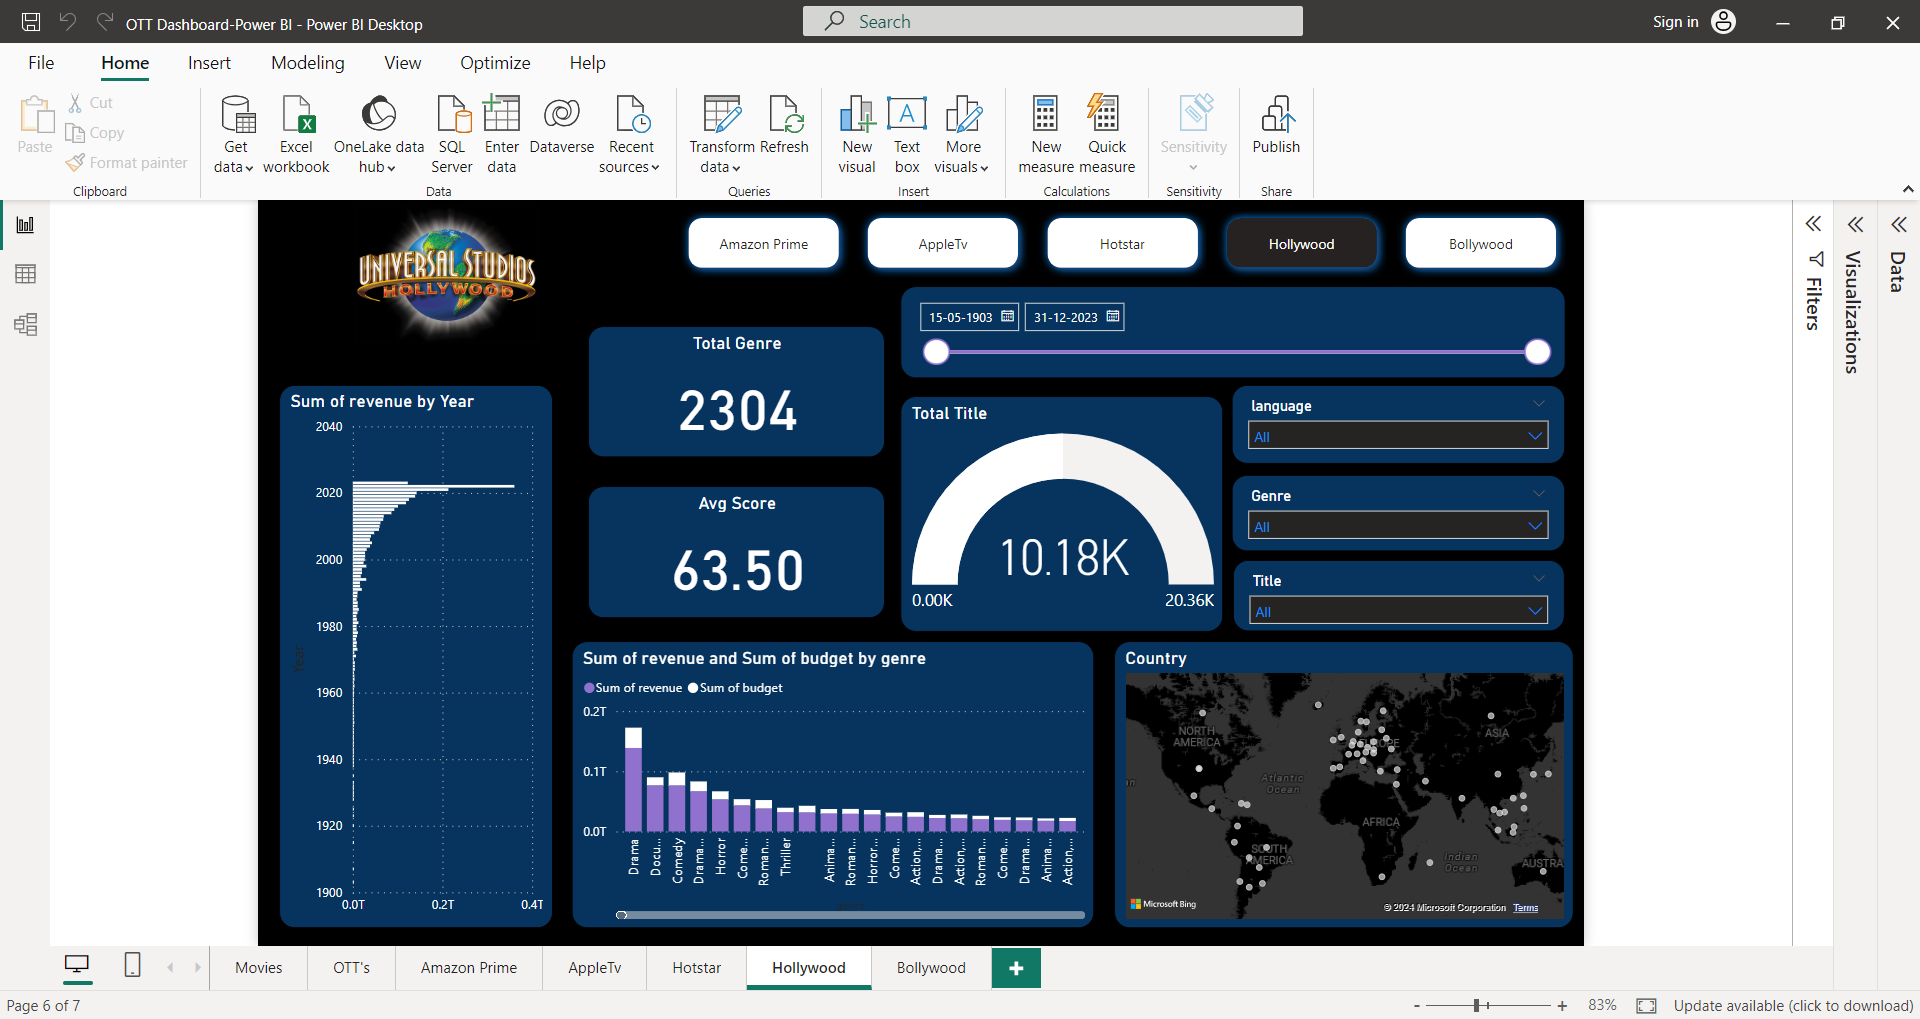 OTT Dashboard-Power BI - Power BI Desktop
Search
Sign in
File
Home
Insert
Modeling
View
Optimize
Help
Paste
Cut
Copy
Format painter
Clipboard
Get data
Excel workbook
OneLake data hub
SQL Server
Enter data
Dataverse
Recent sources
Data
Transform data
Refresh
Queries
New visual
Text box
More visuals
Insert
New measure
Quick measure
Calculations
Sensitivity
Sensitivity
Publish
Share
UNIVERSAL STUDIOS
HOLLYWOOD
Amazon Prime
AppleTv
Hotstar
Hollywood
Bollywood
15-05-1903
31-12-2023
Total Genre
2304
Avg Score
63.50
Total Title
10.18K
0.00K
20.36K
language
All
Genre
All
Title
All
Sum of revenue by Year
2040
2020
2000
1980
1960
1940
1920
1900
Year
0.0T
0.2T
0.4T
Sum of revenue and Sum of budget by genre
Sum of revenue
Sum of budget
0.2T
0.1T
0.0T
Drama
Docu...
Comedy
Drama...
Horror
Come...
Roman...
Thriller
Anima...
Roman...
Horror...
Come...
Action,...
Drama...
Action,...
Roman...
Come...
Drama...
Anima...
Action,...
genre
Country
NORTH AMERICA
Atlantic Ocean
EUROPE
ASIA
AFRICA
SOUTH AMERICA
Indian Ocean
AUSTRA
Microsoft Bing
© 2024 Microsoft Corporation
Terms
Filters
Visualizations
Data
Movies
OTT's
Amazon Prime
AppleTv
Hotstar
Hollywood
Bollywood
Page 6 of 7
83%
Update available (click to download)